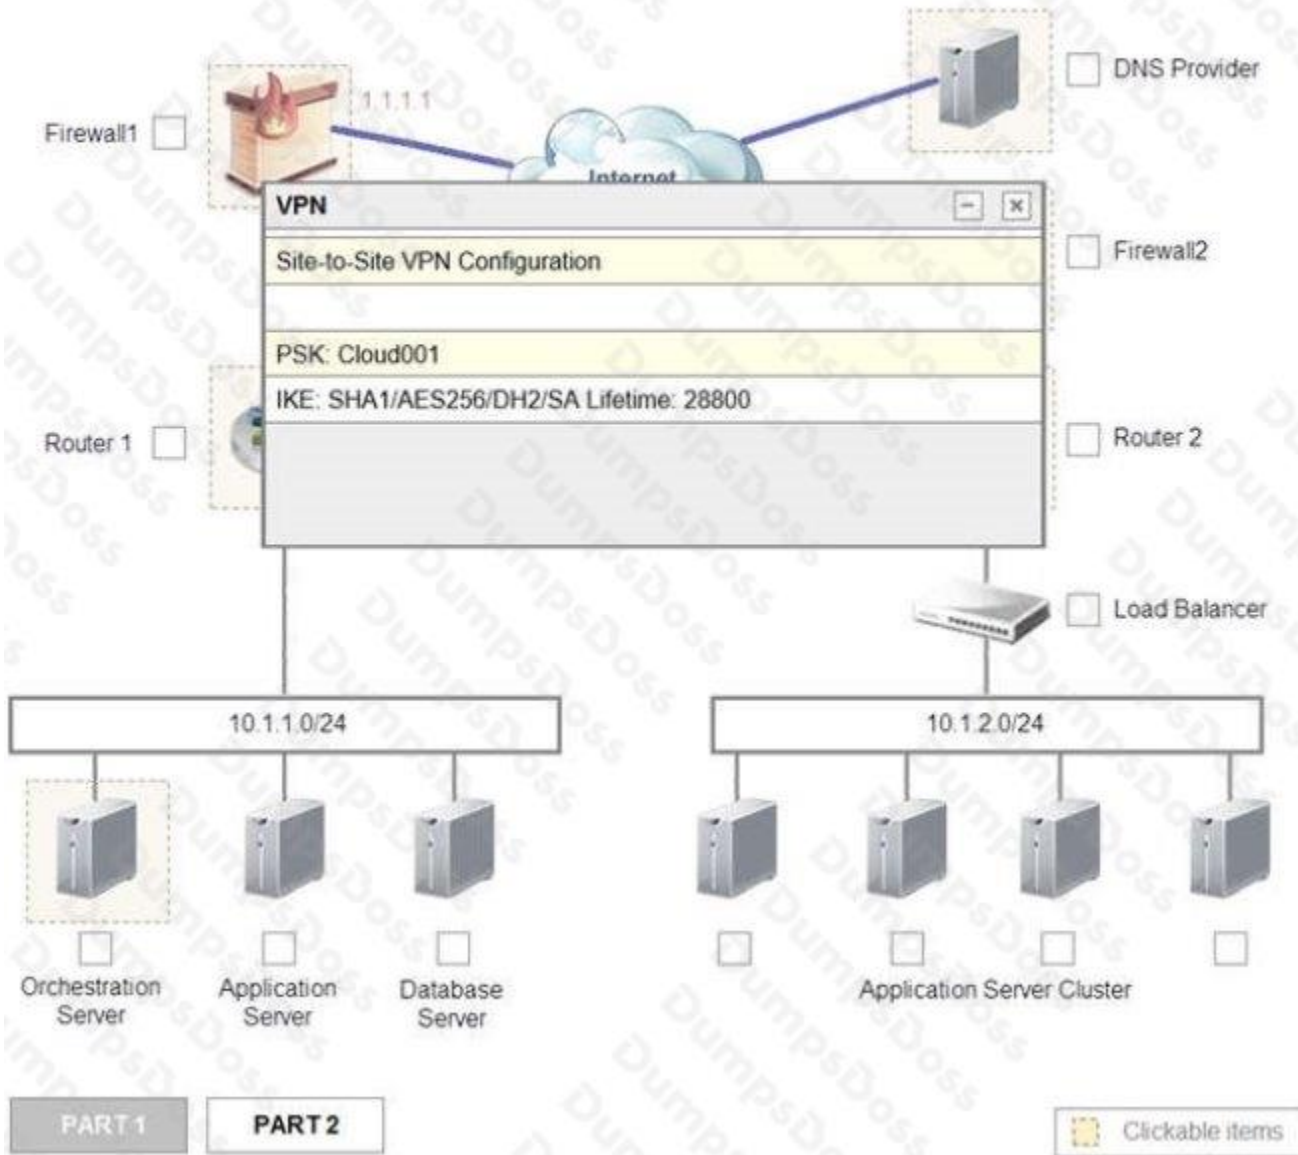 DNS Provider
1.1.1.1
Firewall1
Internet
VPN
Firewall2
Site-to-Site VPN Configuration
PSK: Cloud001
IKE: SHA1/AES256/DH2/SA Lifetime: 28800
Router 1
Router 2
Load Balancer
10.1.1.0/24
10.1.2.0/24
Orchestration
Server
Application
Server
Database
Server
Application Server Cluster
PART 1
PART 2
Clickable items
DumpsDoss